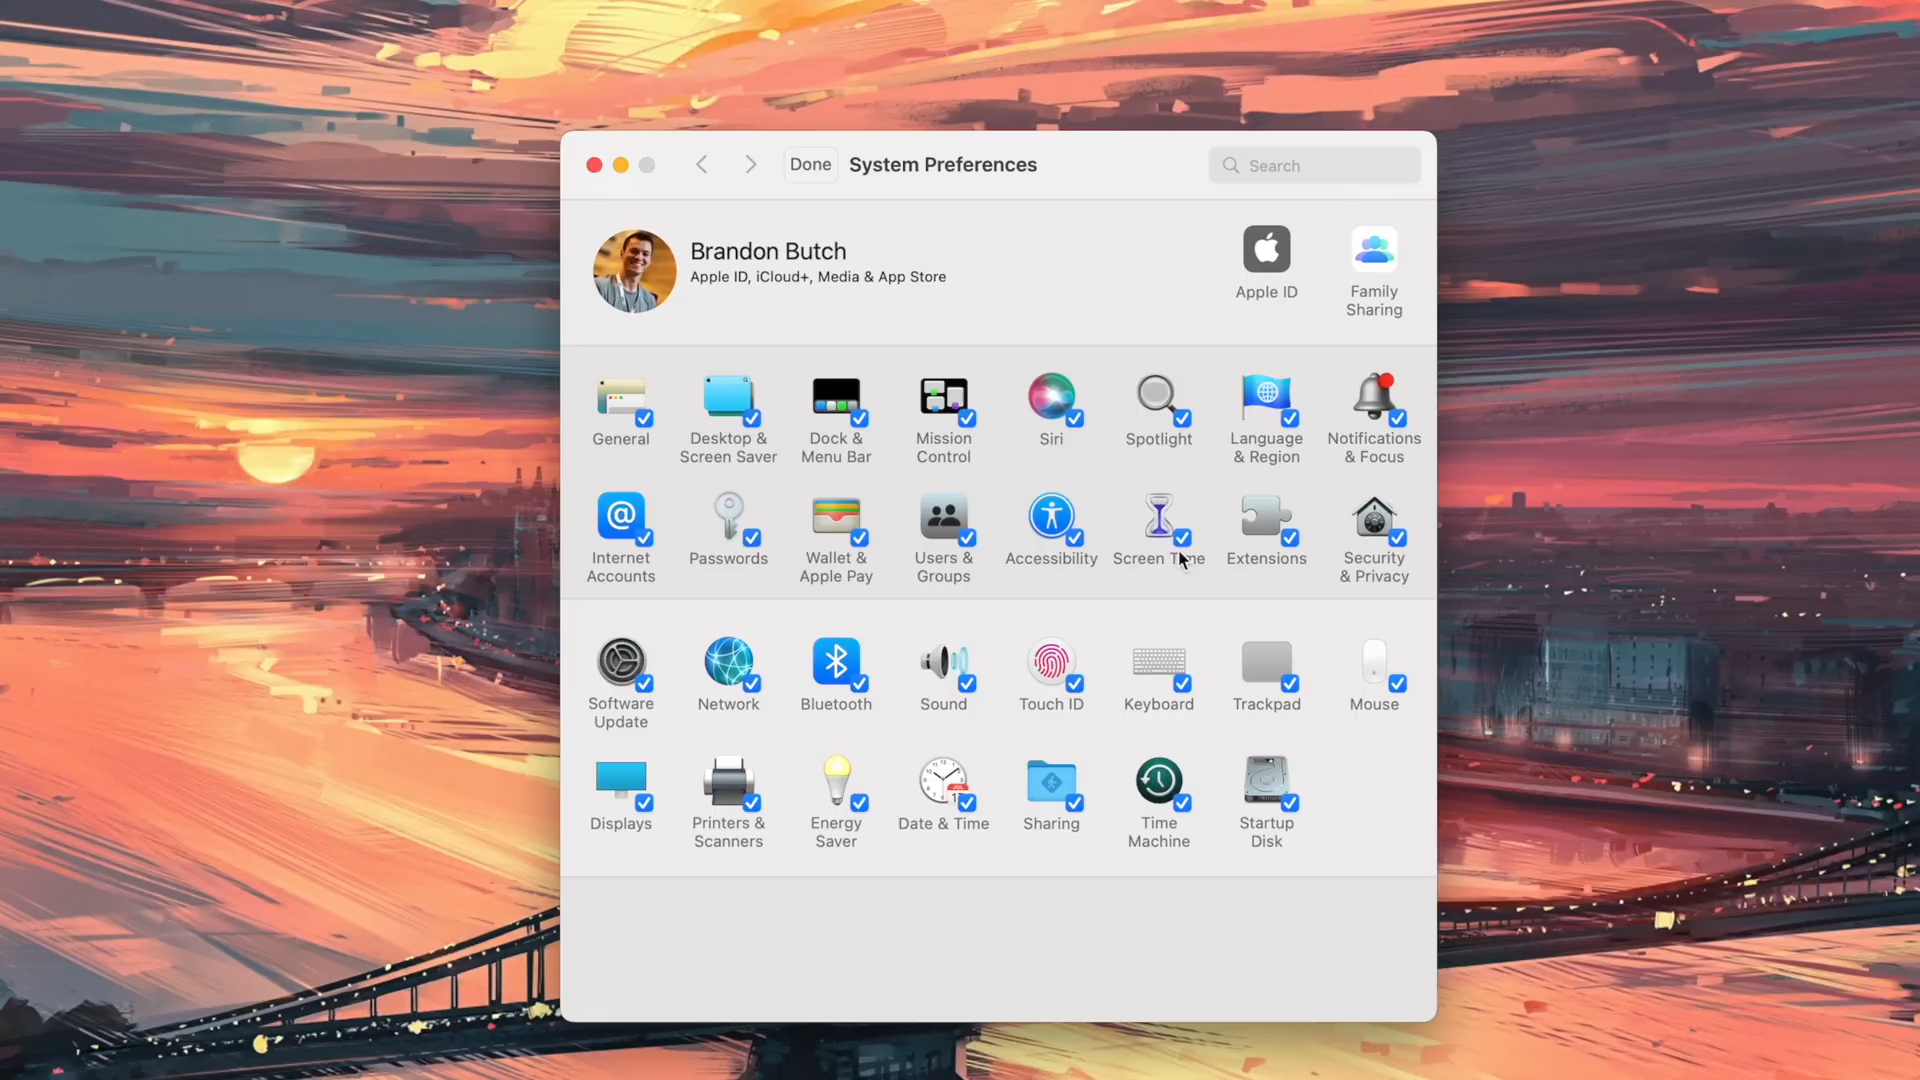 Done System Preferences
Search
Brandon Butch
Apple ID, iCloud+, Media & App Store
Apple ID
Family
Sharing
General
Desktop &
Screen Saver
Dock &
Menu Bar
Mission
Control
Siri
Spotlight
Language
& Region
Notifications
& Focus
Internet
Accounts
Passwords
Wallet &
Apple Pay
Users &
Groups
Accessibility
Screen Time
Extensions
Security
& Privacy
Software
Update
Network
Bluetooth
Sound
Touch ID
Keyboard
Trackpad
Mouse
Displays
Printers &
Scanners
Energy
Saver
Date & Time
Sharing
Time
Machine
Startup
Disk